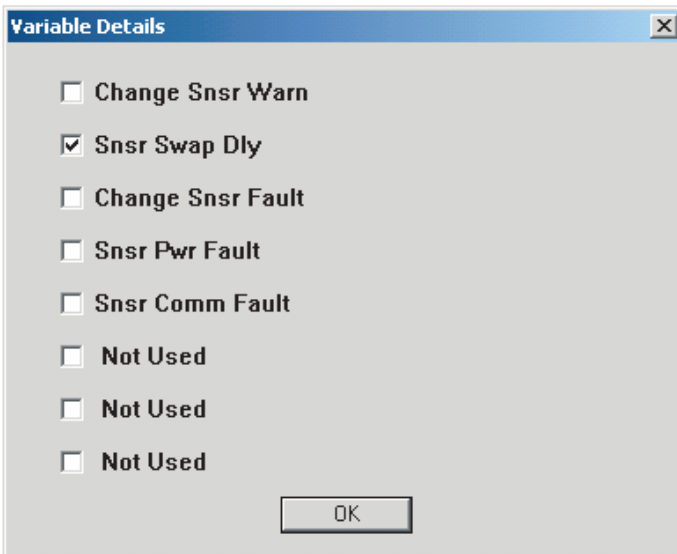 Variable Details
Change Snsr Warn
Snsr Swap Dly
Change Snsr Fault
Snsr Pwr Fault
Snsr Comm Fault
Not Used
Not Used
Not Used
OK